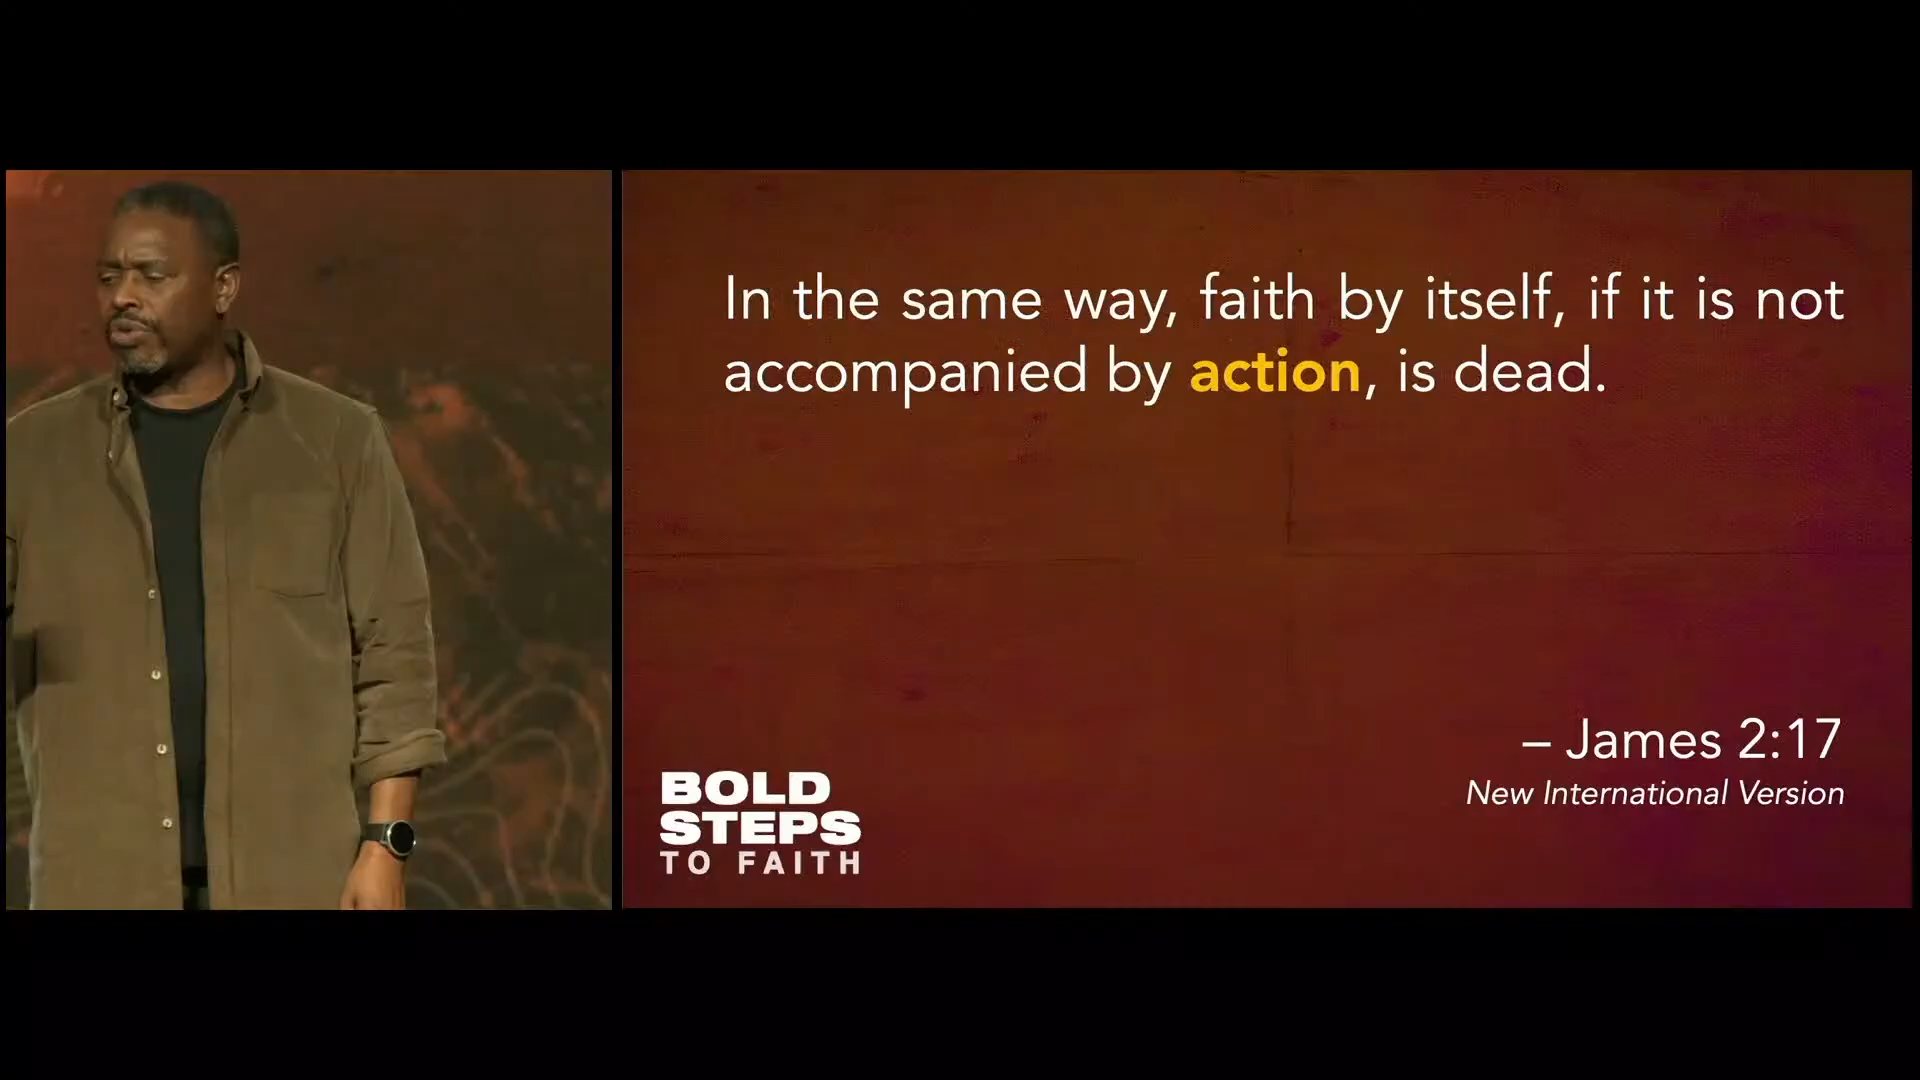 In the same way, faith by itself, if it is not
accompanied by action, is dead.
– James 2:17
New International Version
BOLD
STEPS
TO FAITH